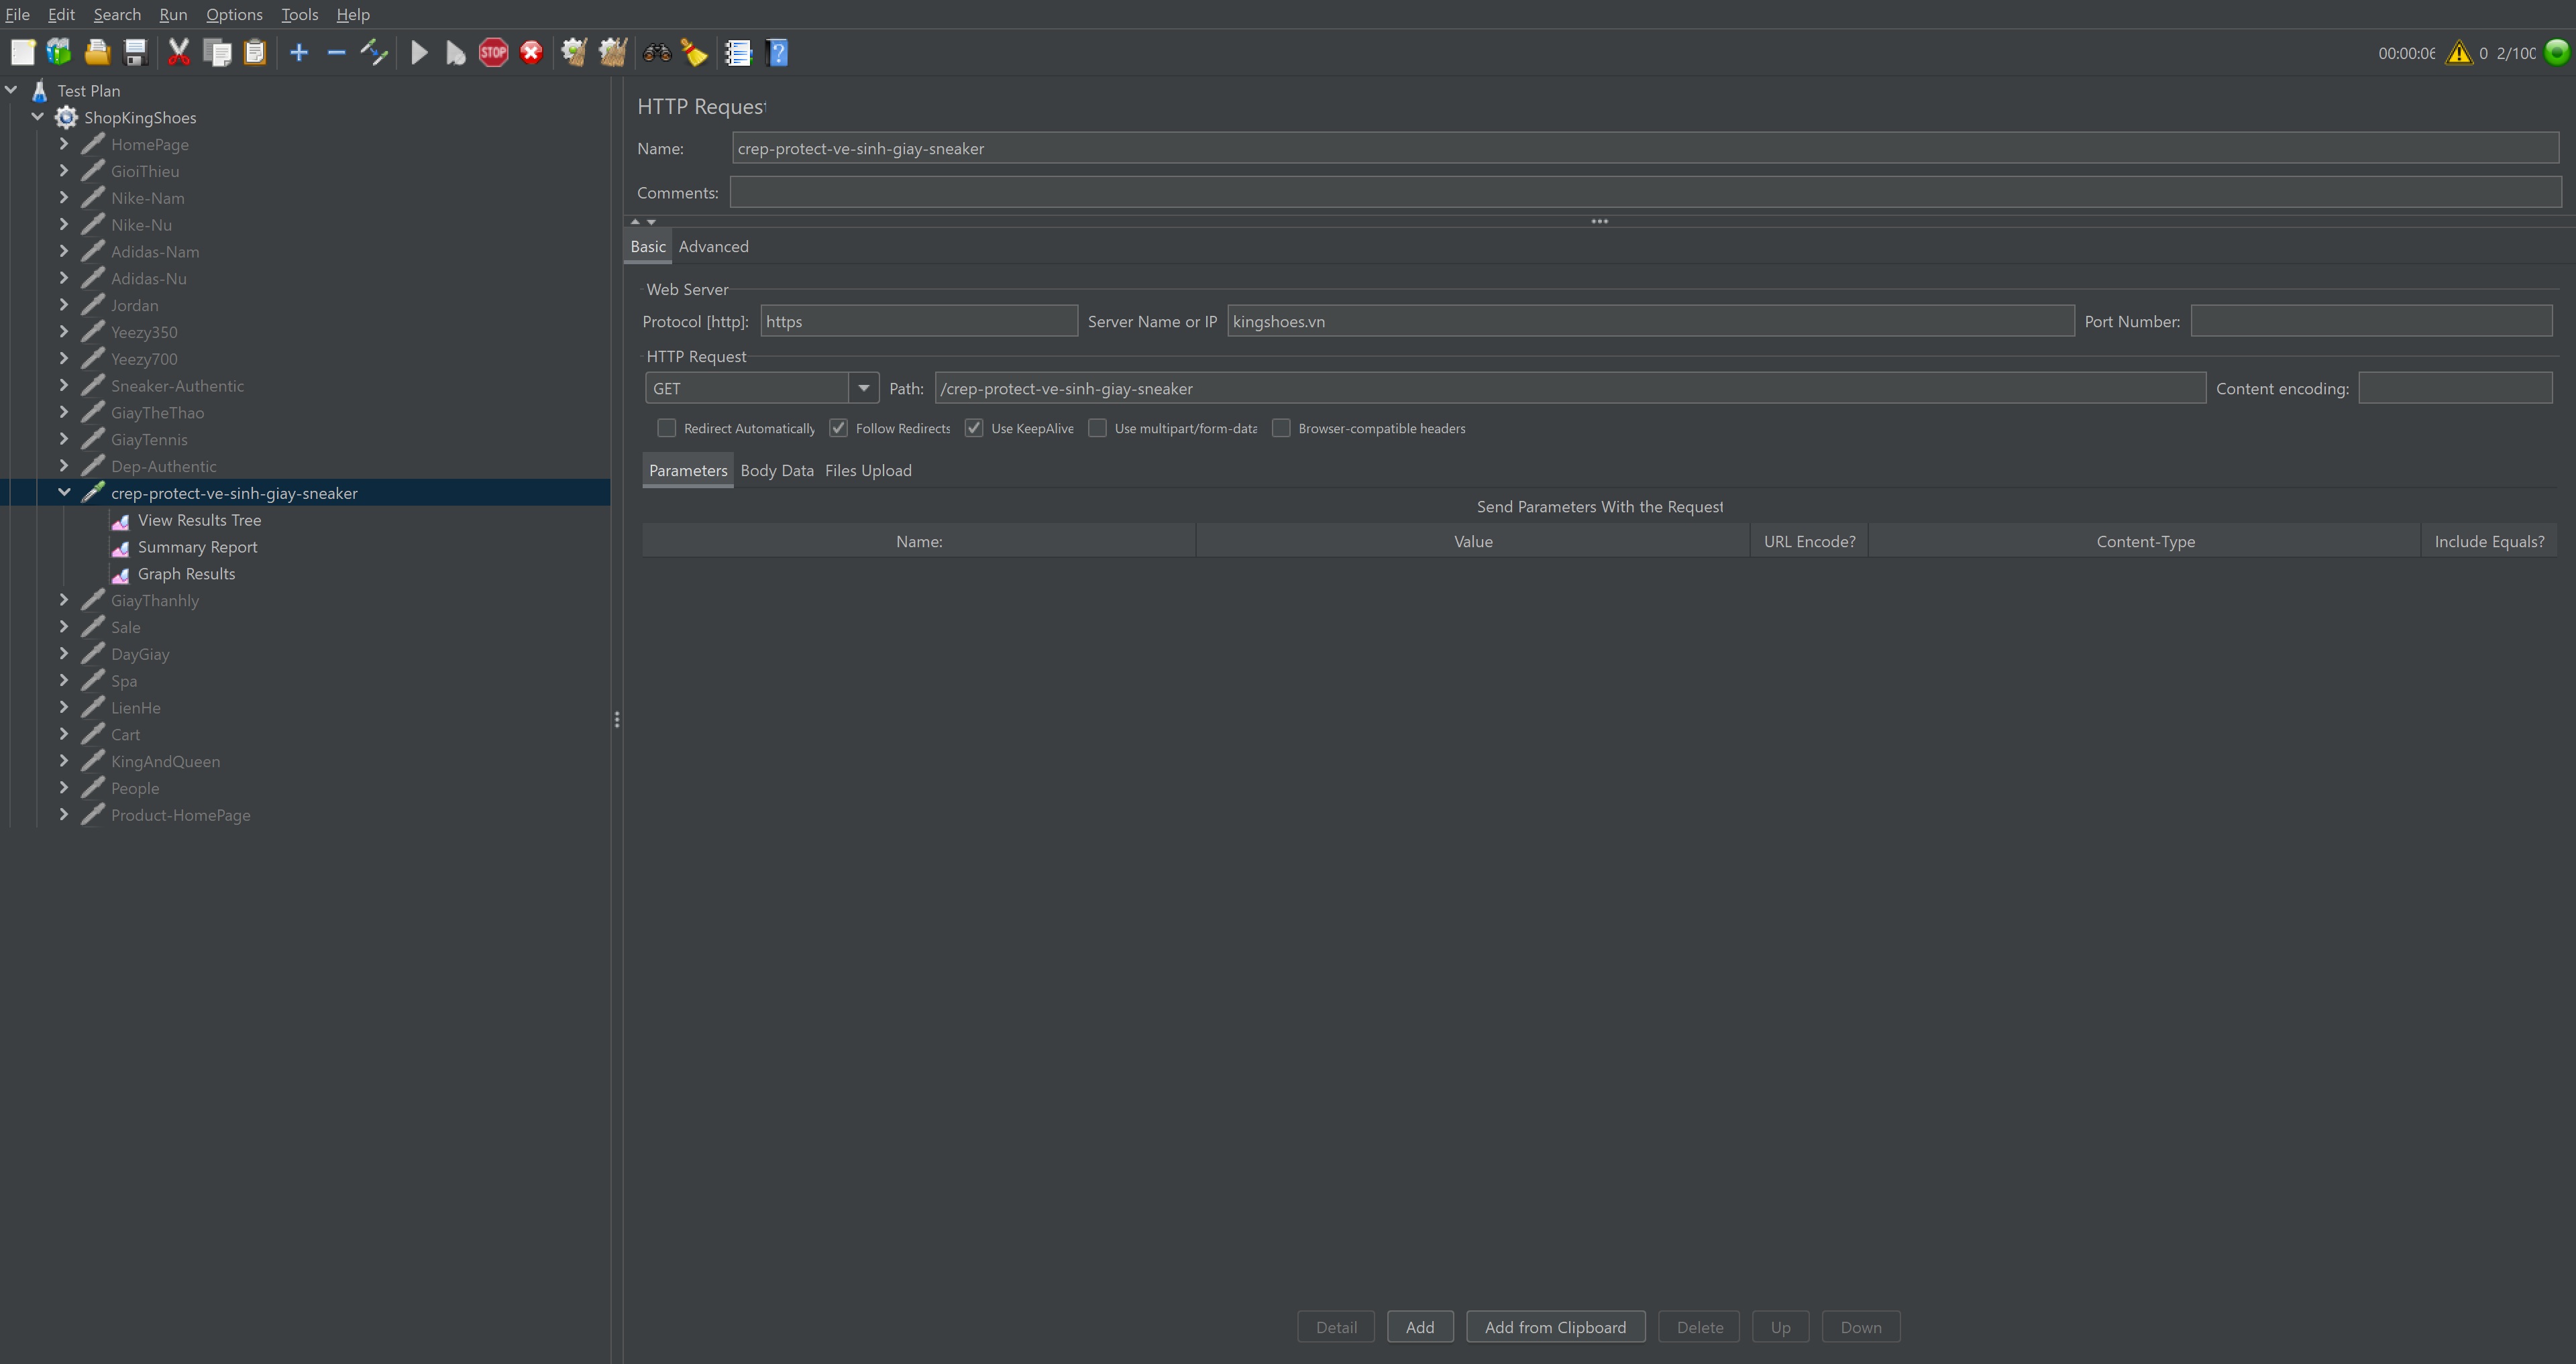 File Edit Search Run Options Tools Help
STOP
00:00:06 0 2/100
Test Plan
ShopKingShoes
HomePage
GioiThieu
Nike-Nam
Nike-Nu
Adidas-Nam
Adidas-Nu
Jordan
Yeezy350
Yeezy700
Sneaker-Authentic
GiayTheThao
GiayTennis
Dep-Authentic
crep-protect-ve-sinh-giay-sneaker
View Results Tree
Summary Report
Graph Results
GiayThanhly
Sale
DayGiay
Spa
LienHe
Cart
KingAndQueen
People
Product-HomePage
HTTP Request
Name: crep-protect-ve-sinh-giay-sneaker
Comments:
Basic Advanced
Web Server
Protocol [http]: https Server Name or IP kingshoes.vn Port Number:
HTTP Request
GET Path: /crep-protect-ve-sinh-giay-sneaker Content encoding:
Redirect Automatically Follow Redirects Use KeepAlive Use multipart/form-data Browser-compatible headers
Parameters Body Data Files Upload
Send Parameters With the Request
Name: Value URL Encode? Content-Type Include Equals?
Detail Add Add from Clipboard Delete Up Down